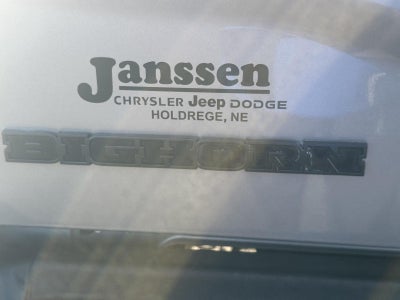 Janssen
CHRYSLER Jeep DODGE
HOLDREGE, NE
BIGHORN